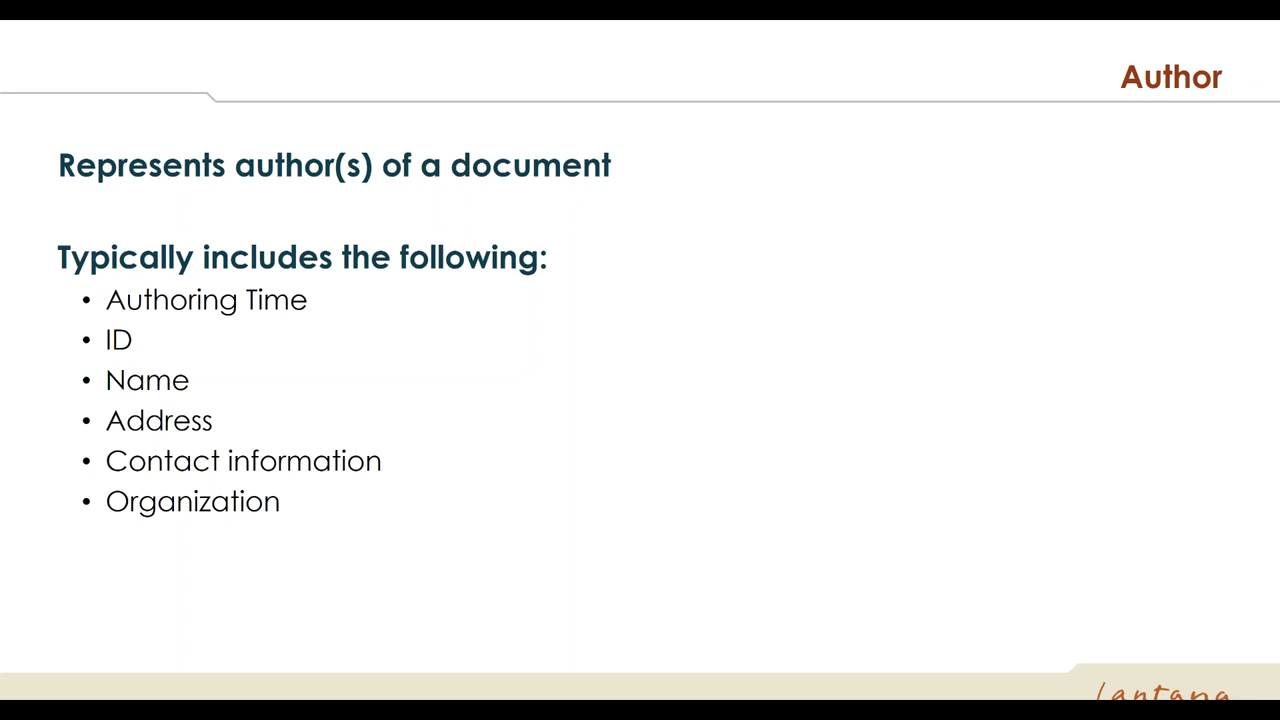 Author
Represents author(s) of a document
Typically includes the following:
• Authoring Time
• ID
• Name
• Address
• Contact information
• Organization
Lantana